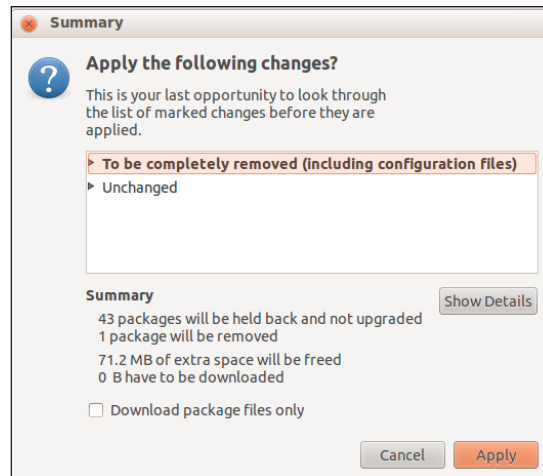 Summary
Apply the following changes?
This is your last opportunity to look through
the list of marked changes before they are
applied.
To be completely removed (including configuration files)
Unchanged
Summary
Show Details
43 packages will be held back and not upgraded
1 package will be removed
71.2 MB of extra space will be freed
0 B have to be downloaded
Download package files only
Cancel
Apply